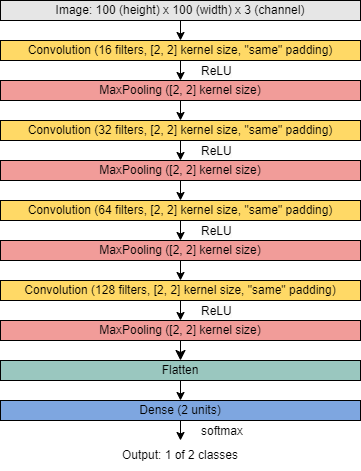 Image: 100 (height) x 100 (width) x 3 (channel)
Convolution (16 filters, [2, 2] kernel size, "same" padding)
ReLU
MaxPooling ([2, 2] kernel size)
Convolution (32 filters, [2, 2] kernel size, "same" padding)
ReLU
MaxPooling ([2, 2] kernel size)
Convolution (64 filters, [2, 2] kernel size, "same" padding)
ReLU
MaxPooling ([2, 2] kernel size)
Convolution (128 filters, [2, 2] kernel size, "same" padding)
ReLU
MaxPooling ([2, 2] kernel size)
Flatten
Dense (2 units)
softmax
Output: 1 of 2 classes